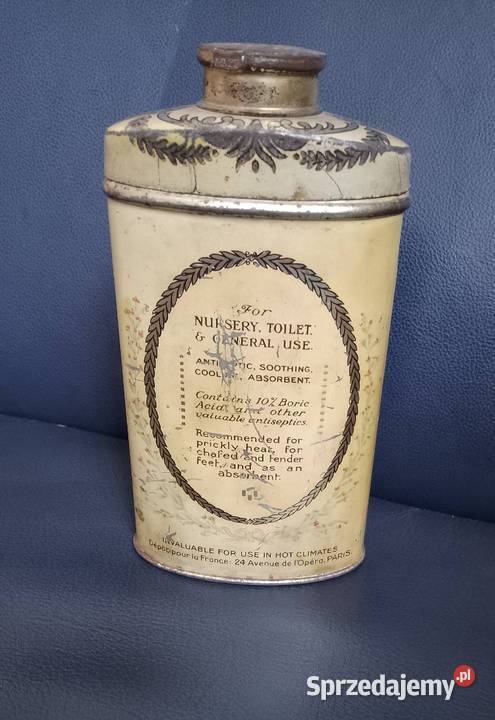 For
NURSERY, TOILET,
& GENERAL USE.
ANTISEPTIC, SOOTHING,
COOLING, ABSORBENT.
Contains 10% Boric
Acid, and other
valuable antiseptics.
Recommended for
prickly heat, for
chafed and tender
feet, and as an
absorbent.
INVALUABLE FOR USE IN HOT CLIMATES
Dépôt pour la France: 24 Avenue de l'Opéra, PARIS.
Sprzedajemy.pl